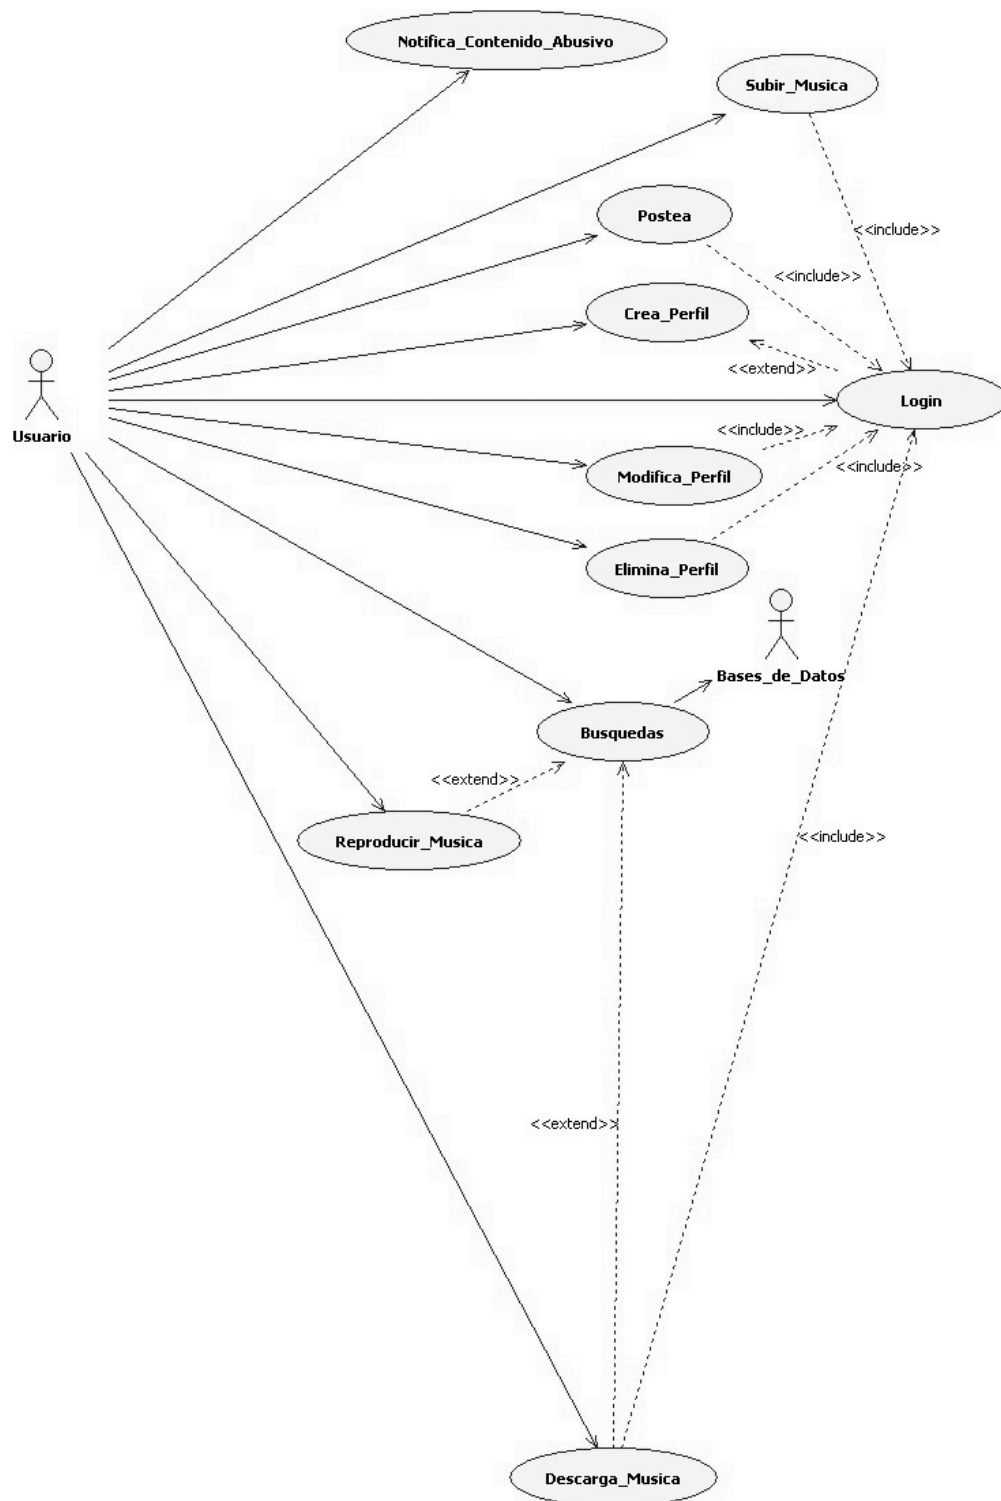 Notifica_Contenido_Abusivo
Subir_Musica
Postea
<<include>>
<<include>>
Crea_Perfil
<<extend>>
Login
Usuario
<<include>>
Modifica_Perfil
<<include>>
Elimina_Perfil
Bases_de_Datos
Busquedas
<<extend>>
Reproducir_Musica
<<include>>
<<extend>>
Descarga_Musica